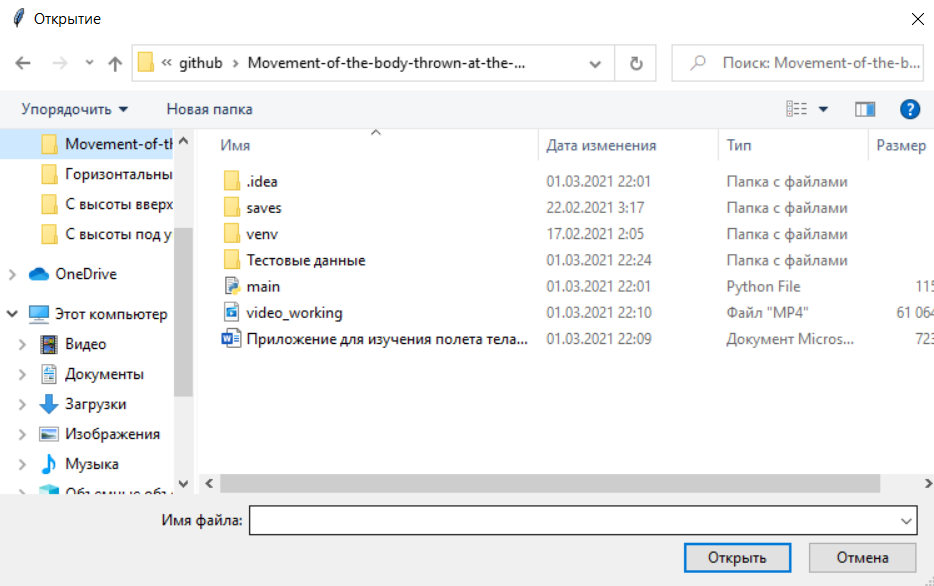 Открытие
« github › Movement-of-the-body-thrown-at-the-...
Поиск: Movement-of-the-b...
Упорядочить
Новая папка
Movement-of-th
Горизонтальны
С высоты вверх
С высоты под у
OneDrive
Этот компьютер
Видео
Документы
Загрузки
Изображения
Музыка
Имя Дата изменения Тип Размер
.idea 01.03.2021 22:01 Папка с файлами
saves 22.02.2021 3:17 Папка с файлами
venv 17.02.2021 2:05 Папка с файлами
Тестовые данные 01.03.2021 22:24 Папка с файлами
main 01.03.2021 22:01 Python File 115
video_working 01.03.2021 22:10 Файл "MP4" 61 064
Приложение для изучения полета тела... 01.03.2021 22:09 Документ Micros... 723
Имя файла:
Открыть Отмена